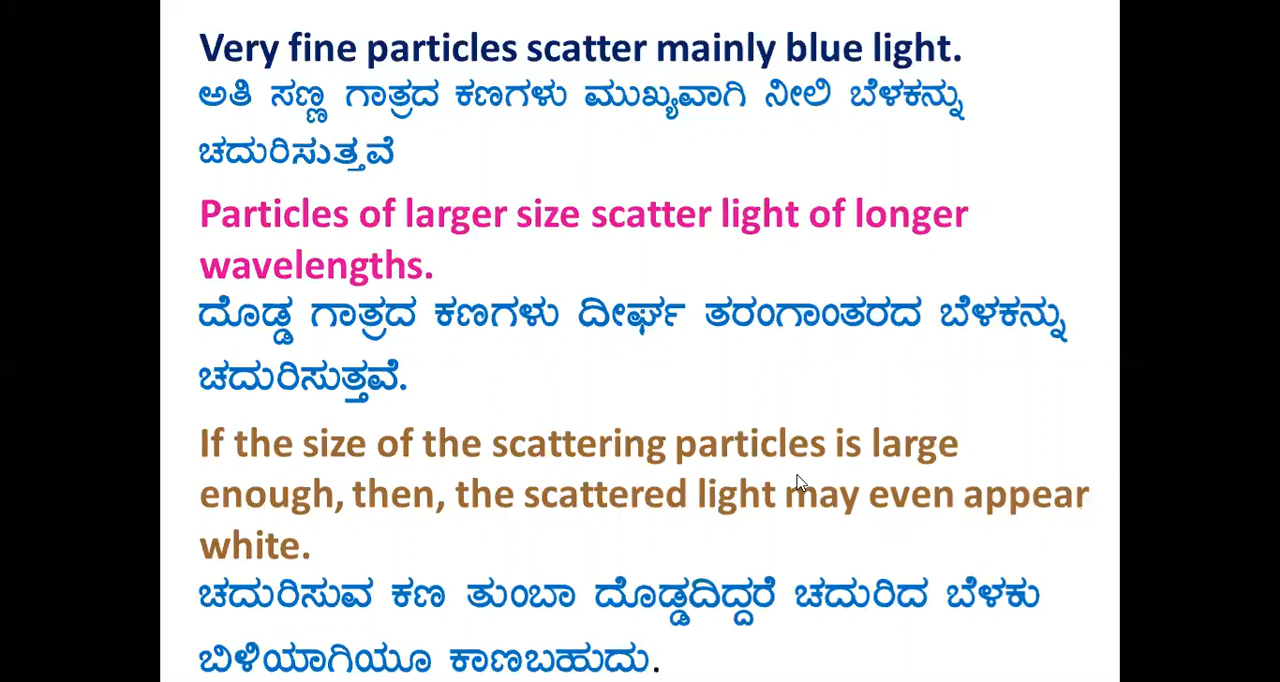 Very fine particles scatter mainly blue light.
ಅತಿ ಸಣ್ಣ ಗಾತ್ರದ ಕಣಗಳು ಮುಖ್ಯವಾಗಿ ನೀಲಿ ಬೆಳಕನ್ನು
ಚದುರಿಸುತ್ತವೆ
Particles of larger size scatter light of longer
wavelengths.
ದೊಡ್ಡ ಗಾತ್ರದ ಕಣಗಳು ದೀರ್ಘ ತರಂಗಾಂತರದ ಬೆಳಕನ್ನು
ಚದುರಿಸುತ್ತವೆ.
If the size of the scattering particles is large
enough, then, the scattered light may even appear
white.
ಚದುರಿಸುವ ಕಣ ತುಂಬಾ ದೊಡ್ಡದಿದ್ದರೆ ಚದುರಿದ ಬೆಳಕು
ಬಿಳಿಯಾಗಿಯೂ ಕಾಣಬಹುದು.